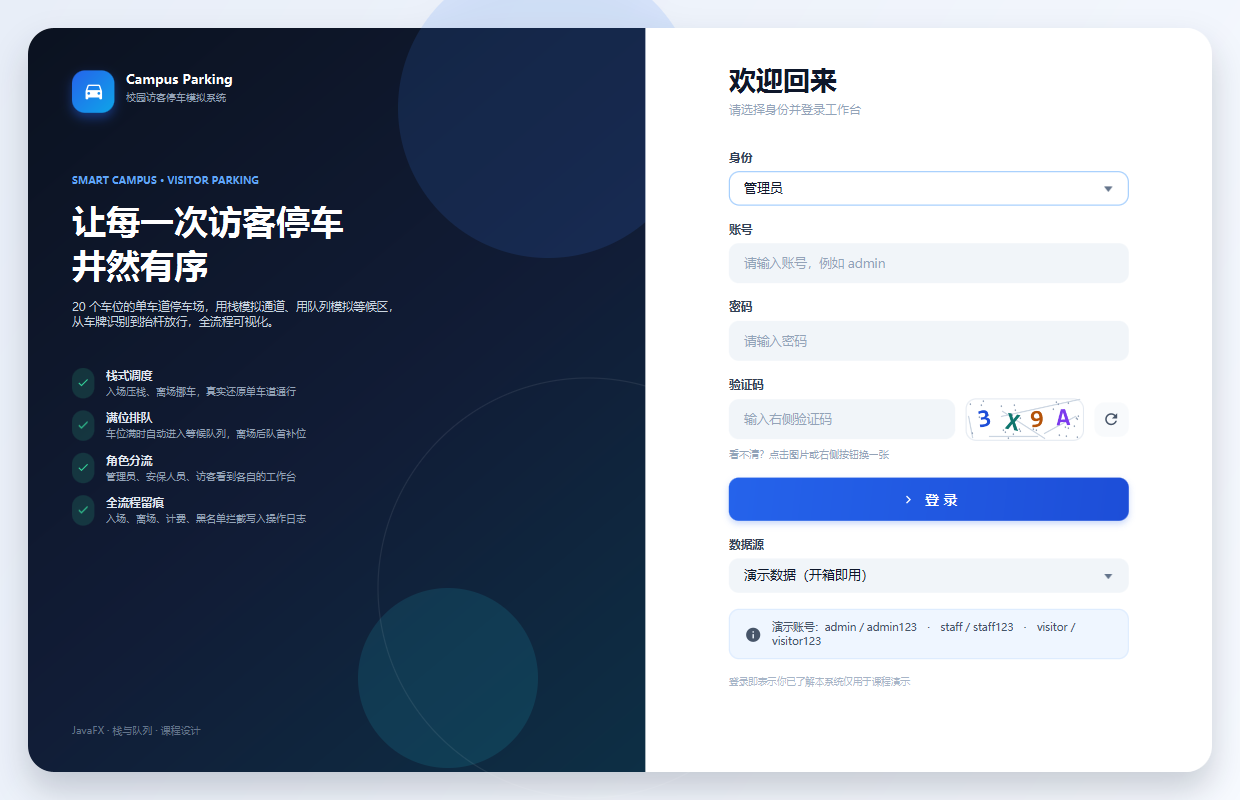 Campus Parking
校园访客停车模拟系统
SMART CAMPUS • VISITOR PARKING
让每一次访客停车
井然有序
20 个车位的单车道停车场，用栈模拟通道、用队列模拟等候区，
从车牌识别到抬杆放行，全流程可视化。
栈式调度
入场压栈、离场挪车，真实还原单车道通行
满位排队
车位满时自动进入等候队列，离场后队首补位
角色分流
管理员、安保人员、访客看到各自的工作台
全流程留痕
入场、离场、计费、黑名单拦截写入操作日志
JavaFX · 栈与队列 · 课程设计
欢迎回来
请选择身份并登录工作台
身份
管理员
账号
请输入账号，例如 admin
密码
请输入密码
验证码
输入右侧验证码
3 X 9 A
看不清？点击图片或右侧按钮换一张
登 录
数据源
演示数据（开箱即用）
演示账号：admin / admin123 · staff / staff123 · visitor /
visitor123
登录即表示你已了解本系统仅用于课程演示